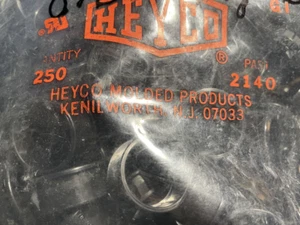 HEYCO
®
QUANTITY PART
250 2140
HEYCO MOLDED PRODUCTS
KENILWORTH N.J. 07033